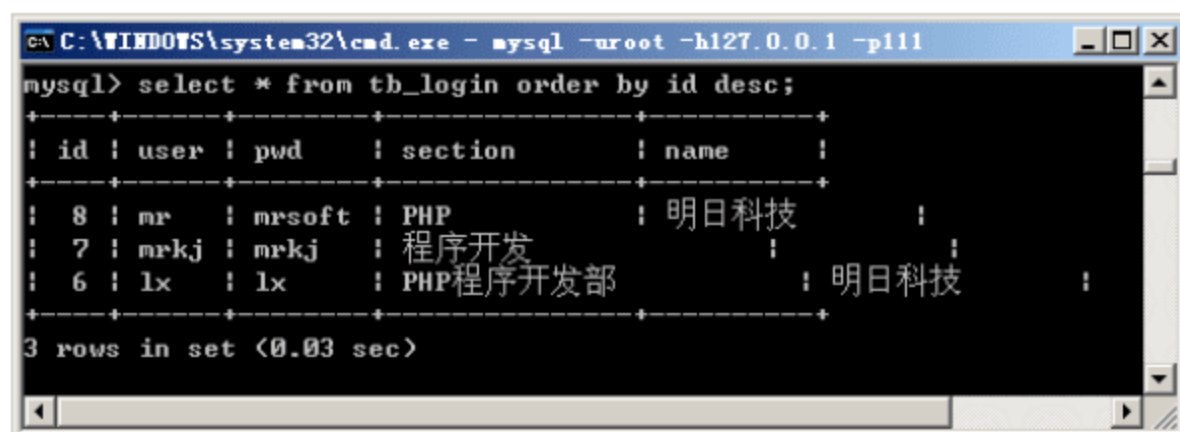 C:\WINDOWS\system32\cmd.exe - mysql -uroot -h127.0.0.1 -p111
mysql> select * from tb_login order by id desc;
+----+------+--------+---------------+----------+
| id | user | pwd    | section       | name     |
+----+------+--------+---------------+----------+
|  8 | mr   | mrsoft | PHP           | 明日科技       |
|  7 | mrkj | mrkj   | 程序开发              |          |
|  6 | lx   | lx     | PHP程序开发部           | 明日科技       |
+----+------+--------+---------------+----------+
3 rows in set (0.03 sec)